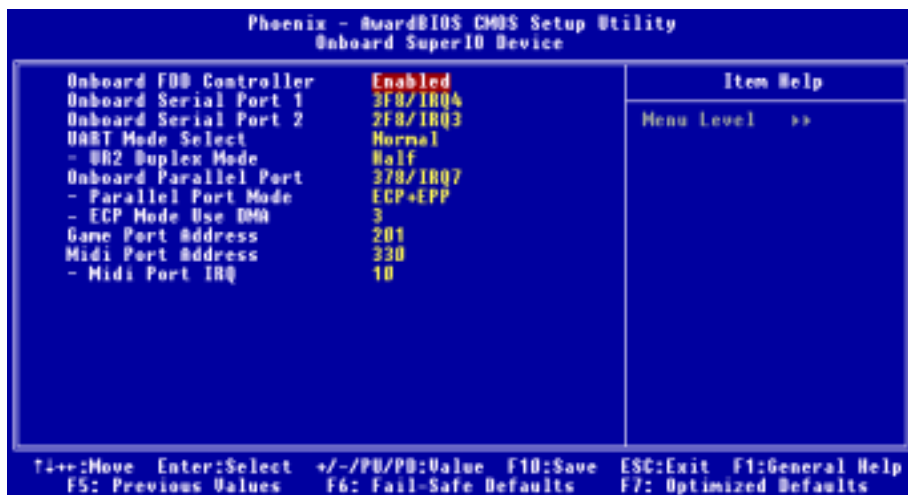 Phoenix - AwardBIOS CMOS Setup Utility
Onboard SuperIO Device
Onboard FDD Controller Enabled
Onboard Serial Port 1 3F8/IRQ4
Onboard Serial Port 2 2F8/IRQ3
UART Mode Select Normal
- UR2 Duplex Mode Half
Onboard Parallel Port 378/IRQ7
- Parallel Port Mode ECP+EPP
- ECP Mode Use DMA 3
Game Port Address 201
Midi Port Address 330
- Midi Port IRQ 10
Item Help
Menu Level ►►
↑↓→←:Move Enter:Select +/-/PU/PD:Value F10:Save ESC:Exit F1:General Help
F5: Previous Values F6: Fail-Safe Defaults F7: Optimized Defaults